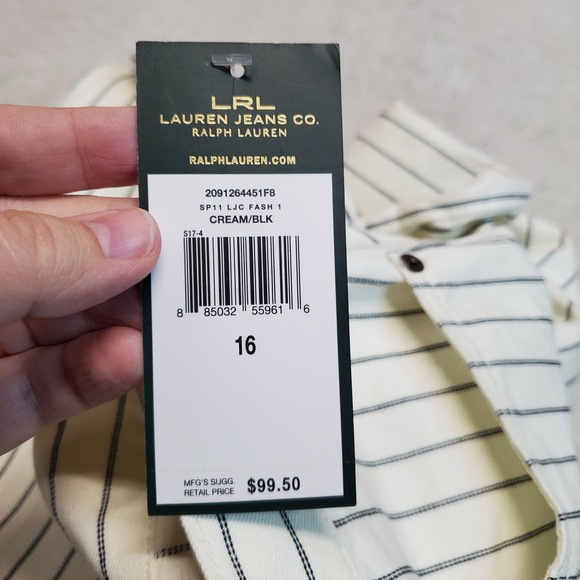 LRL
LAUREN JEANS CO.
RALPH LAUREN
RALPHLAUREN.COM
2091264451F8
SP11 LJC FASH 1
CREAM/BLK
S17-4
8 85032 55961 6
16
MFG'S SUGG.
RETAIL PRICE $99.50